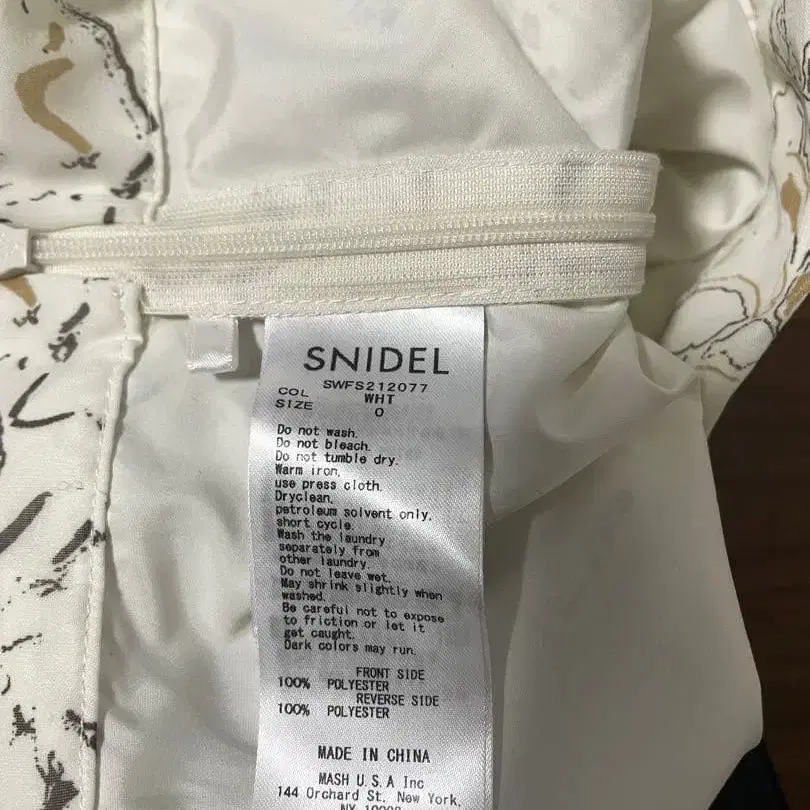 SNIDEL
SWFS212077
COL WHT
SIZE 0
Do not wash.
Do not bleach.
Do not tumble dry.
Warm iron,
use press cloth.
Dryclean,
petroleum solvent only,
short cycle.
Wash the laundry
separately from
other laundry.
Do not leave wet.
May shrink slightly when
washed.
Be careful not to expose
to friction or let it
get caught.
Dark colors may run.
FRONT SIDE
100% POLYESTER
REVERSE SIDE
100% POLYESTER
MADE IN CHINA
MASH U.S.A Inc
144 Orchard St. New York,
NY